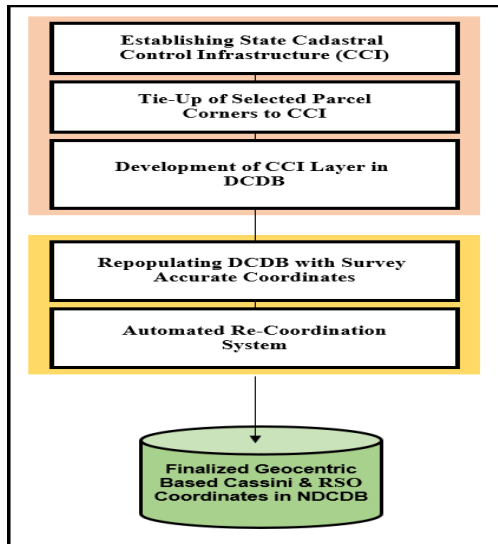 Establishing State Cadastral
Control Infrastructure (CCI)
Tie-Up of Selected Parcel
Corners to CCI
Development of CCI Layer in
DCDB
Repopulating DCDB with Survey
Accurate Coordinates
Automated Re-Coordination
System
Finalized Geocentric
Based Cassini & RSO
Coordinates in NDCDB